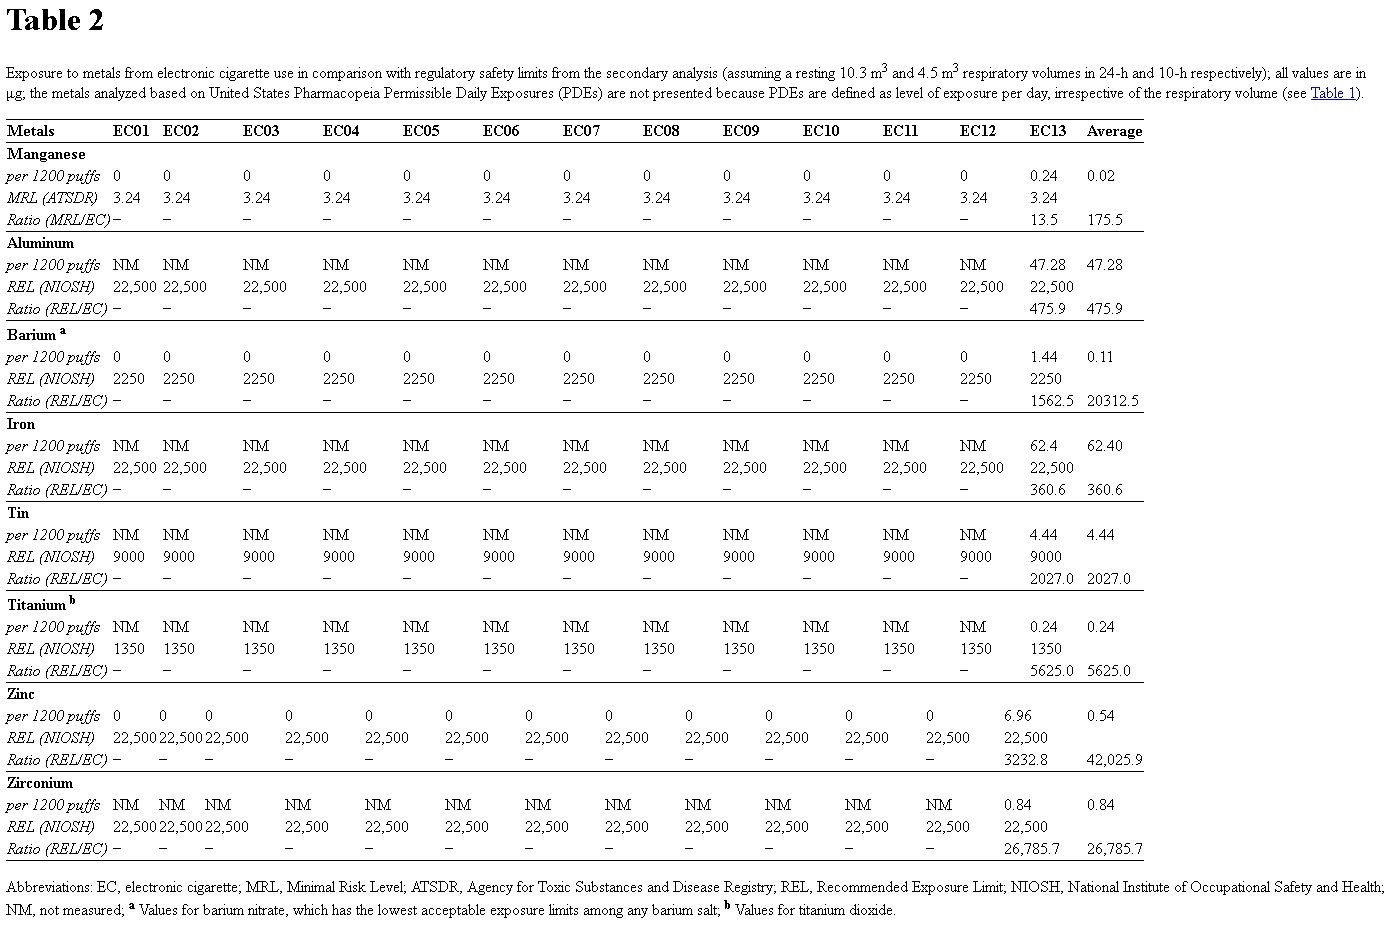 Table 2
Exposure to metals from electronic cigarette use in comparison with regulatory safety limits from the secondary analysis (assuming a resting 10.3 m3 and 4.5 m3 respiratory volumes in 24-h and 10-h respectively); all values are in
μg; the metals analyzed based on United States Pharmacopeia Permissible Daily Exposures (PDEs) are not presented because PDEs are defined as level of exposure per day, irrespective of the respiratory volume (see Table 1).
Metals EC01 EC02 EC03 EC04 EC05 EC06 EC07 EC08 EC09 EC10 EC11 EC12 EC13 Average
Manganese
per 1200 puffs 0 0 0 0 0 0 0 0 0 0 0 0 0.24 0.02
MRL (ATSDR) 3.24 3.24 3.24 3.24 3.24 3.24 3.24 3.24 3.24 3.24 3.24 3.24 3.24
Ratio (MRL/EC) – – – – – – – – – – – – 13.5 175.5
Aluminum
per 1200 puffs NM NM NM NM NM NM NM NM NM NM NM NM 47.28 47.28
REL (NIOSH) 22,500 22,500 22,500 22,500 22,500 22,500 22,500 22,500 22,500 22,500 22,500 22,500 22,500
Ratio (REL/EC) – – – – – – – – – – – – 475.9 475.9
Barium a
per 1200 puffs 0 0 0 0 0 0 0 0 0 0 0 0 1.44 0.11
REL (NIOSH) 2250 2250 2250 2250 2250 2250 2250 2250 2250 2250 2250 2250 2250
Ratio (REL/EC) – – – – – – – – – – – – 1562.5 20312.5
Iron
per 1200 puffs NM NM NM NM NM NM NM NM NM NM NM NM 62.4 62.40
REL (NIOSH) 22,500 22,500 22,500 22,500 22,500 22,500 22,500 22,500 22,500 22,500 22,500 22,500 22,500
Ratio (REL/EC) – – – – – – – – – – – – 360.6 360.6
Tin
per 1200 puffs NM NM NM NM NM NM NM NM NM NM NM NM 4.44 4.44
REL (NIOSH) 9000 9000 9000 9000 9000 9000 9000 9000 9000 9000 9000 9000 9000
Ratio (REL/EC) – – – – – – – – – – – – 2027.0 2027.0
Titanium b
per 1200 puffs NM NM NM NM NM NM NM NM NM NM NM NM 0.24 0.24
REL (NIOSH) 1350 1350 1350 1350 1350 1350 1350 1350 1350 1350 1350 1350 1350
Ratio (REL/EC) – – – – – – – – – – – – 5625.0 5625.0
Zinc
per 1200 puffs 0 0 0 0 0 0 0 0 0 0 0 0 6.96 0.54
REL (NIOSH) 22,500 22,500 22,500 22,500 22,500 22,500 22,500 22,500 22,500 22,500 22,500 22,500 22,500
Ratio (REL/EC) – – – – – – – – – – – – 3232.8 42,025.9
Zirconium
per 1200 puffs NM NM NM NM NM NM NM NM NM NM NM NM 0.84 0.84
REL (NIOSH) 22,500 22,500 22,500 22,500 22,500 22,500 22,500 22,500 22,500 22,500 22,500 22,500 22,500
Ratio (REL/EC) – – – – – – – – – – – – 26,785.7 26,785.7
Abbreviations: EC, electronic cigarette; MRL, Minimal Risk Level; ATSDR, Agency for Toxic Substances and Disease Registry; REL, Recommended Exposure Limit; NIOSH, National Institute of Occupational Safety and Health;
NM, not measured; a Values for barium nitrate, which has the lowest acceptable exposure limits among any barium salt; b Values for titanium dioxide.